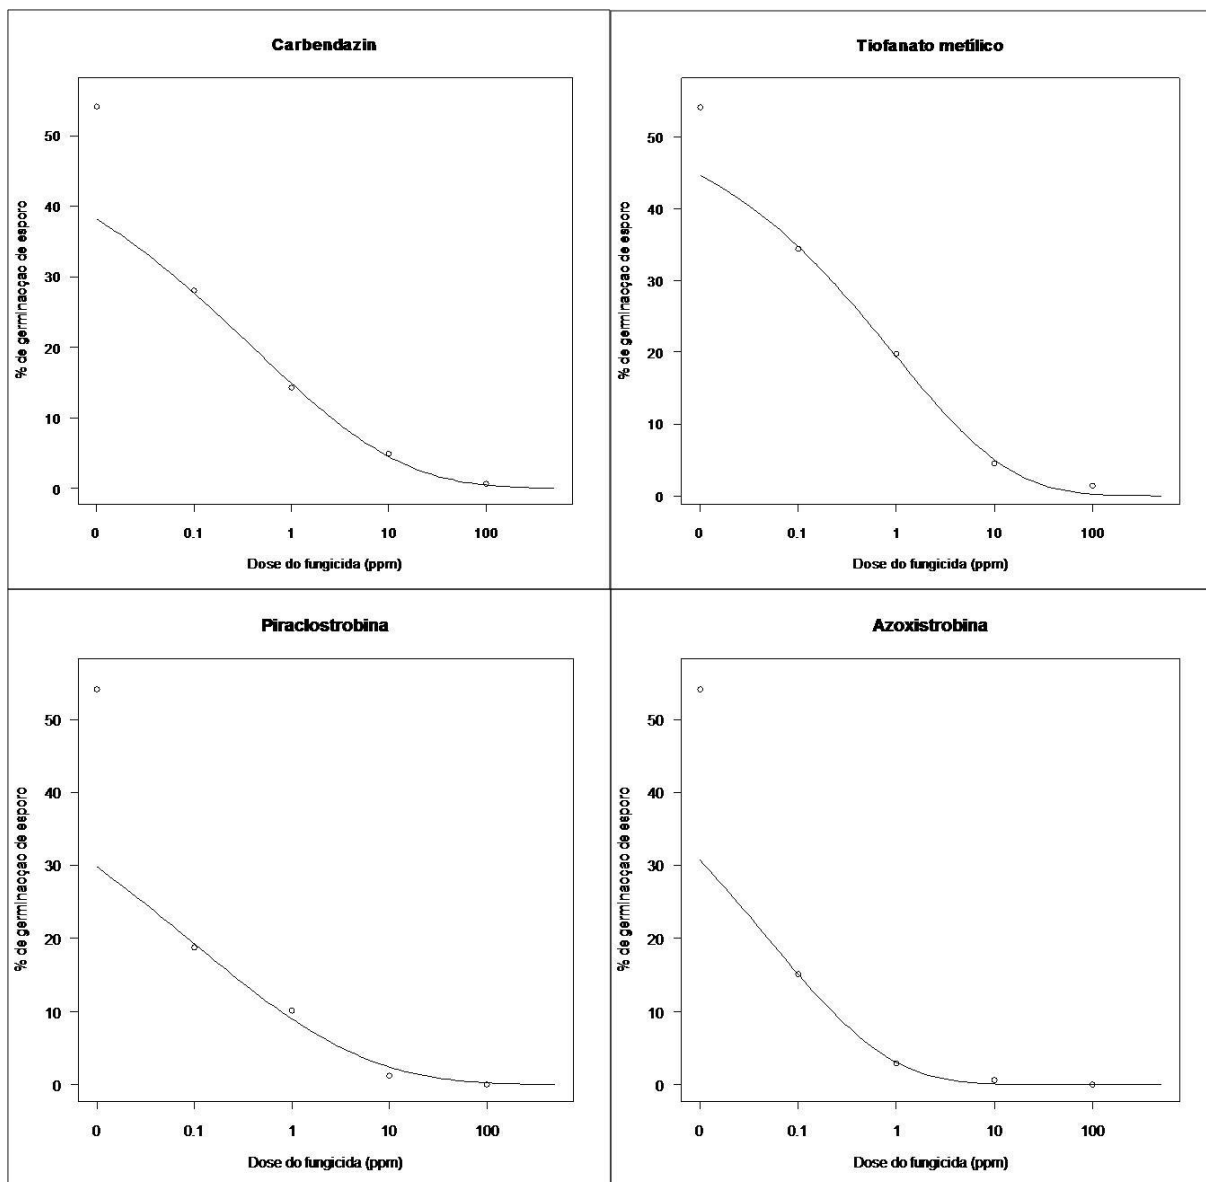 Carbendazin
% de germinacçao de esporo
50
40
30
20
10
0
0 0.1 1 10 100
Dose do fungicida (ppm)
Tiofanato metílico
% de germinacçao de esporo
50
40
30
20
10
0
0 0.1 1 10 100
Dose do fungicida (ppm)
Piraclostrobina
% de germinacçao de esporo
50
40
30
20
10
0
0 0.1 1 10 100
Dose do fungicida (ppm)
Azoxistrobina
% de germinacçao de esporo
50
40
30
20
10
0
0 0.1 1 10 100
Dose do fungicida (ppm)